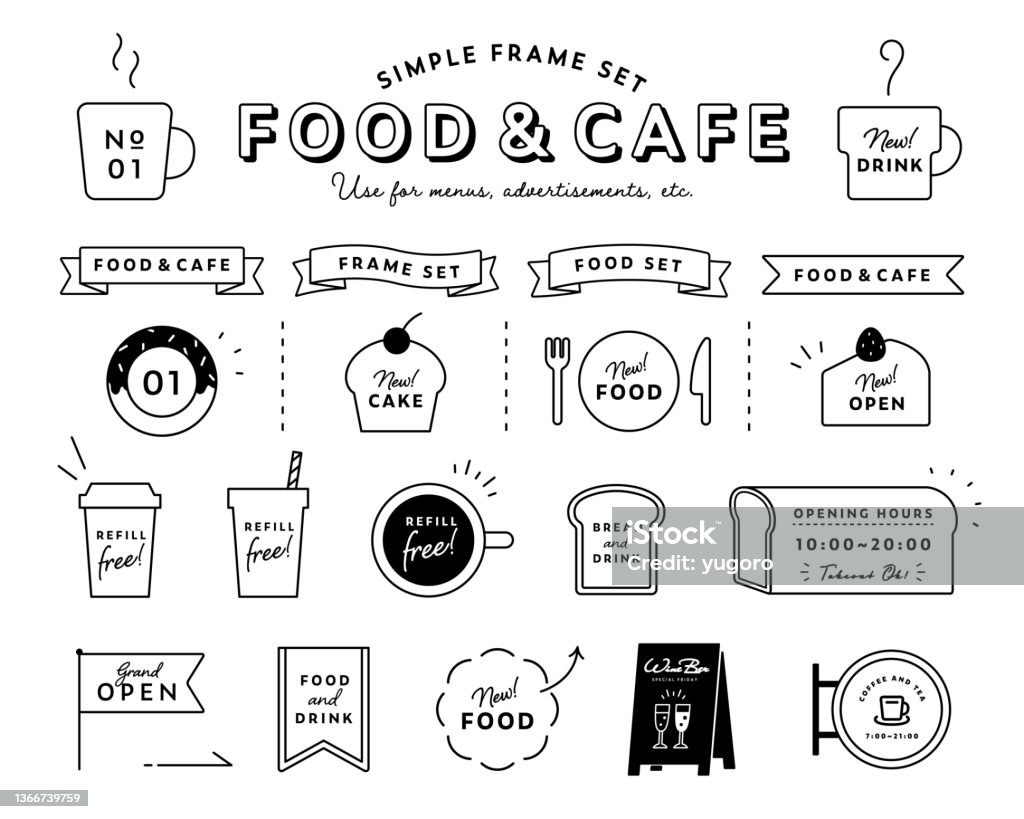 SIMPLE FRAME SET
FOOD & CAFE
Use for menus, advertisements, etc.
Nº
01
New!
DRINK
FOOD & CAFE
FRAME SET
FOOD SET
FOOD & CAFE
01
New!
CAKE
New!
FOOD
New!
OPEN
REFILL
free!
REFILL
free!
REFILL
free!
BREAD
and
DRINK
OPENING HOURS
10:00~20:00
Takeout Ok!
iStock
Credit: yugoro
Grand
OPEN
FOOD
and
DRINK
New!
FOOD
Wine Bar
SPECIAL FRIDAY
COFFEE AND TEA
7:00~21:00
1366739759